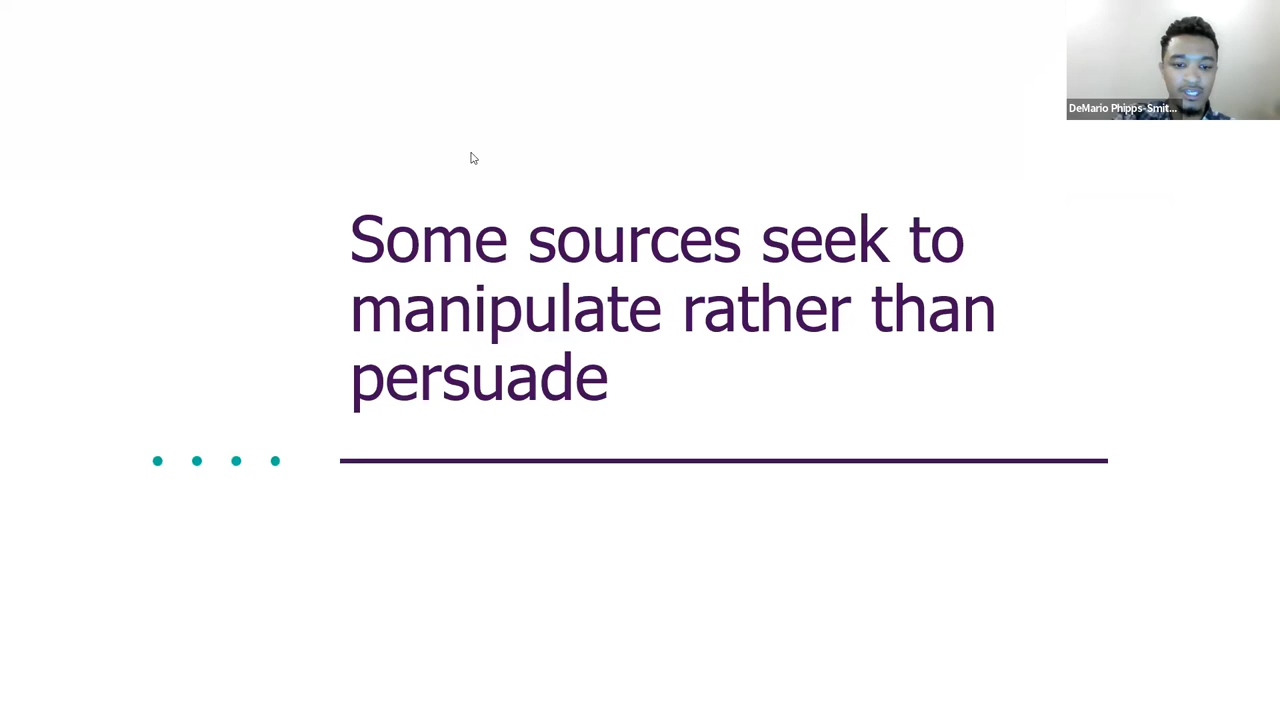 DeMario Phipps-Smit...
Some sources seek to
manipulate rather than
persuade